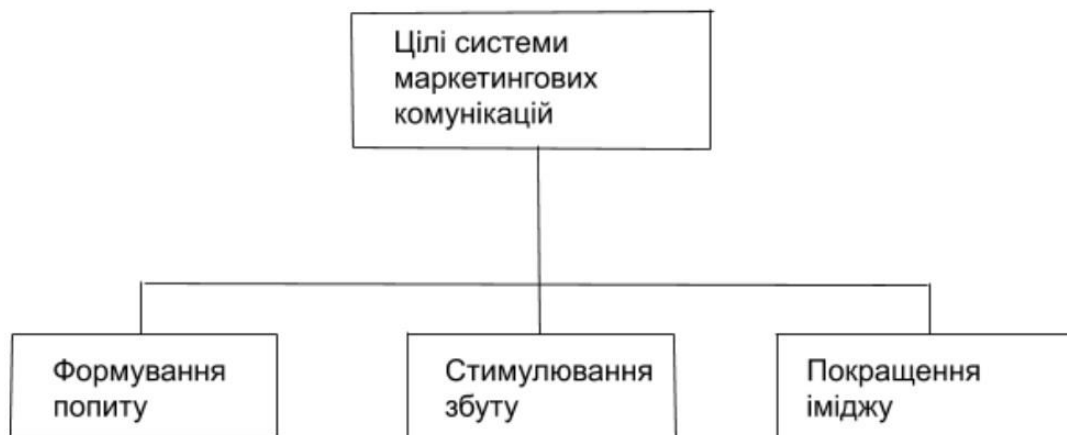 Цілі системи
маркетингових
комунікацій
Формування
попиту
Стимулювання
збуту
Покращення
іміджу